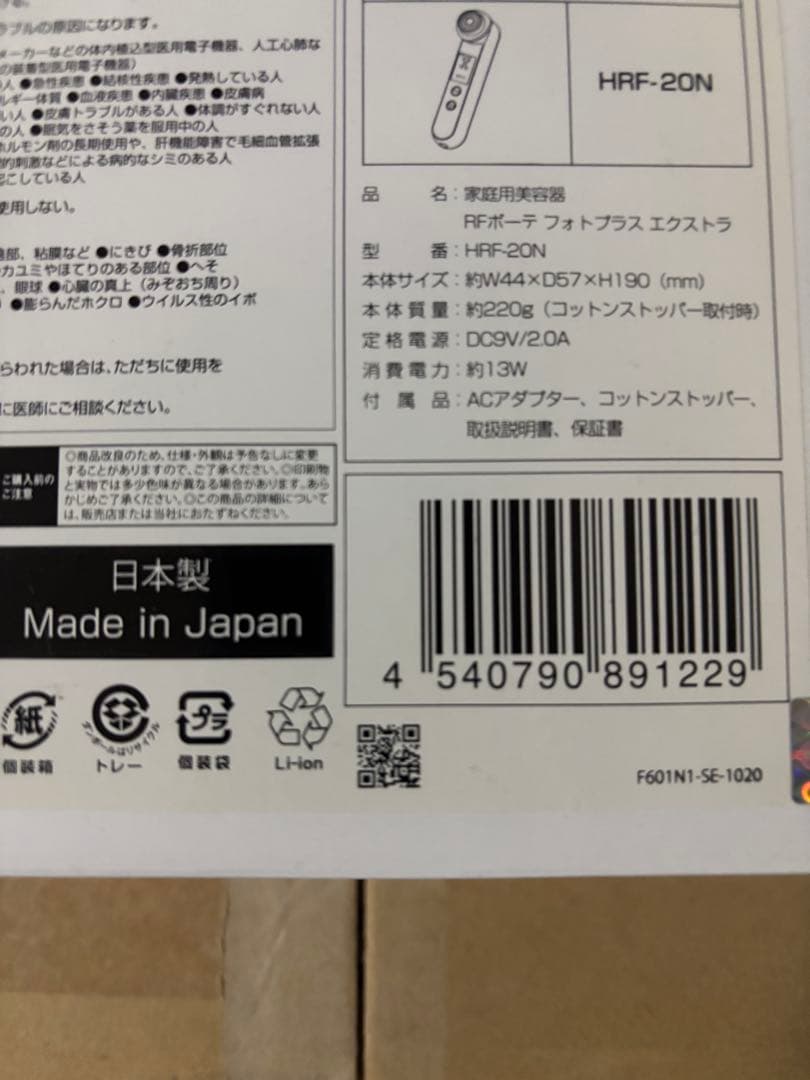 ラブルの原因になります。
メーカーなどの体内植込型医用電子機器、人工心肺な
の装着型医用電子機器)
人 ●急性疾患 ●結核性疾患 ●発熱している人
ルギー体質 ●血液疾患 ●内臓疾患 ●皮膚病
い人 ●皮膚トラブルがある人 ●体調がすぐれない人
の人 ●眠気をさそう薬を服用中の人
ホルモン剤の長期使用や、肝機能障害で毛細血管拡張
的刺激などによる病的なシミのある人
起こしている人
使用しない。
部、粘膜など ●にきび ●骨折部位
カユミやほてりのある部位 ●へそ
、眼球 ●心臓の真上(みぞおち周り)
●膨らんだホクロ ●ウイルス性のイボ
らわれた場合は、ただちに使用を
に医師にご相談ください。
ご購入前の
ご注意
◎商品改良のため、仕様・外観は予告なしに変更
することがありますので、ご了承ください。◎印刷物
と実物では多少色味が異なる場合があります。あら
かじめご了承ください。◎この商品の詳細について
は、販売店または当社におたずねください。
日本製
Made in Japan
紙
個装箱
ダンボールはリサイクル
トレー
プラ
個装袋
Li-ion
HRF-20N
品名:家庭用美容器
RFボーテ フォトプラス エクストラ
型番:HRF-20N
本体サイズ:約W44×D57×H190(mm)
本体質量:約220g(コットンストッパー取付時)
定格電源:DC9V/2.0A
消費電力:約13W
付属品:ACアダプター、コットンストッパー、
取扱説明書、保証書
4 540790 891229
F601N1-SE-1020